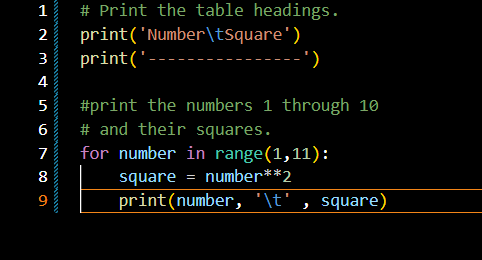 1 # Print the table headings.
2 print('Number\tSquare')
3 print('----------------')
4
5 #print the numbers 1 through 10
6 # and their squares.
7 for number in range(1,11):
8     square = number**2
9     print(number, '\t' , square)